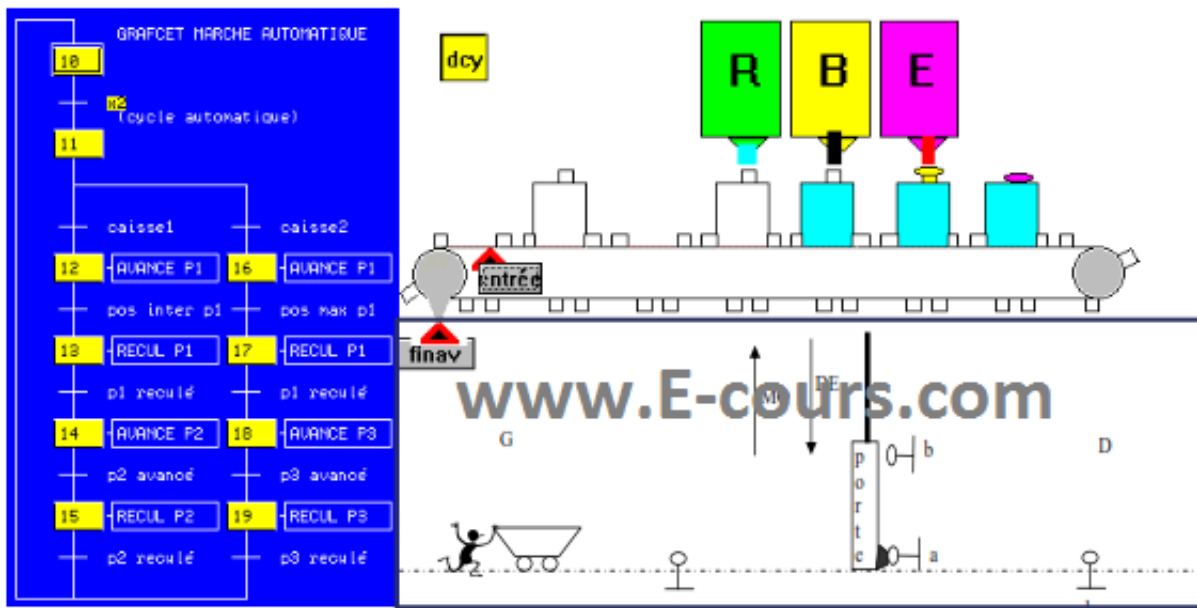 GRAFCET MARCHE AUTOMATIQUE
10
m2
(cycle automatique)
11
caisse1 caisse2
12 AVANCE P1 16 AVANCE P1
pos inter p1 pos max p1
13 RECUL P1 17 RECUL P1
p1 reculé p1 reculé
14 AVANCE P2 18 AVANCE P3
p2 avancé p3 avancé
15 RECUL P2 19 RECUL P3
p2 reculé p3 reculé
dcy
R B E
entrée
finav
DE
www.E-cours.com
G
porte
b
D
a